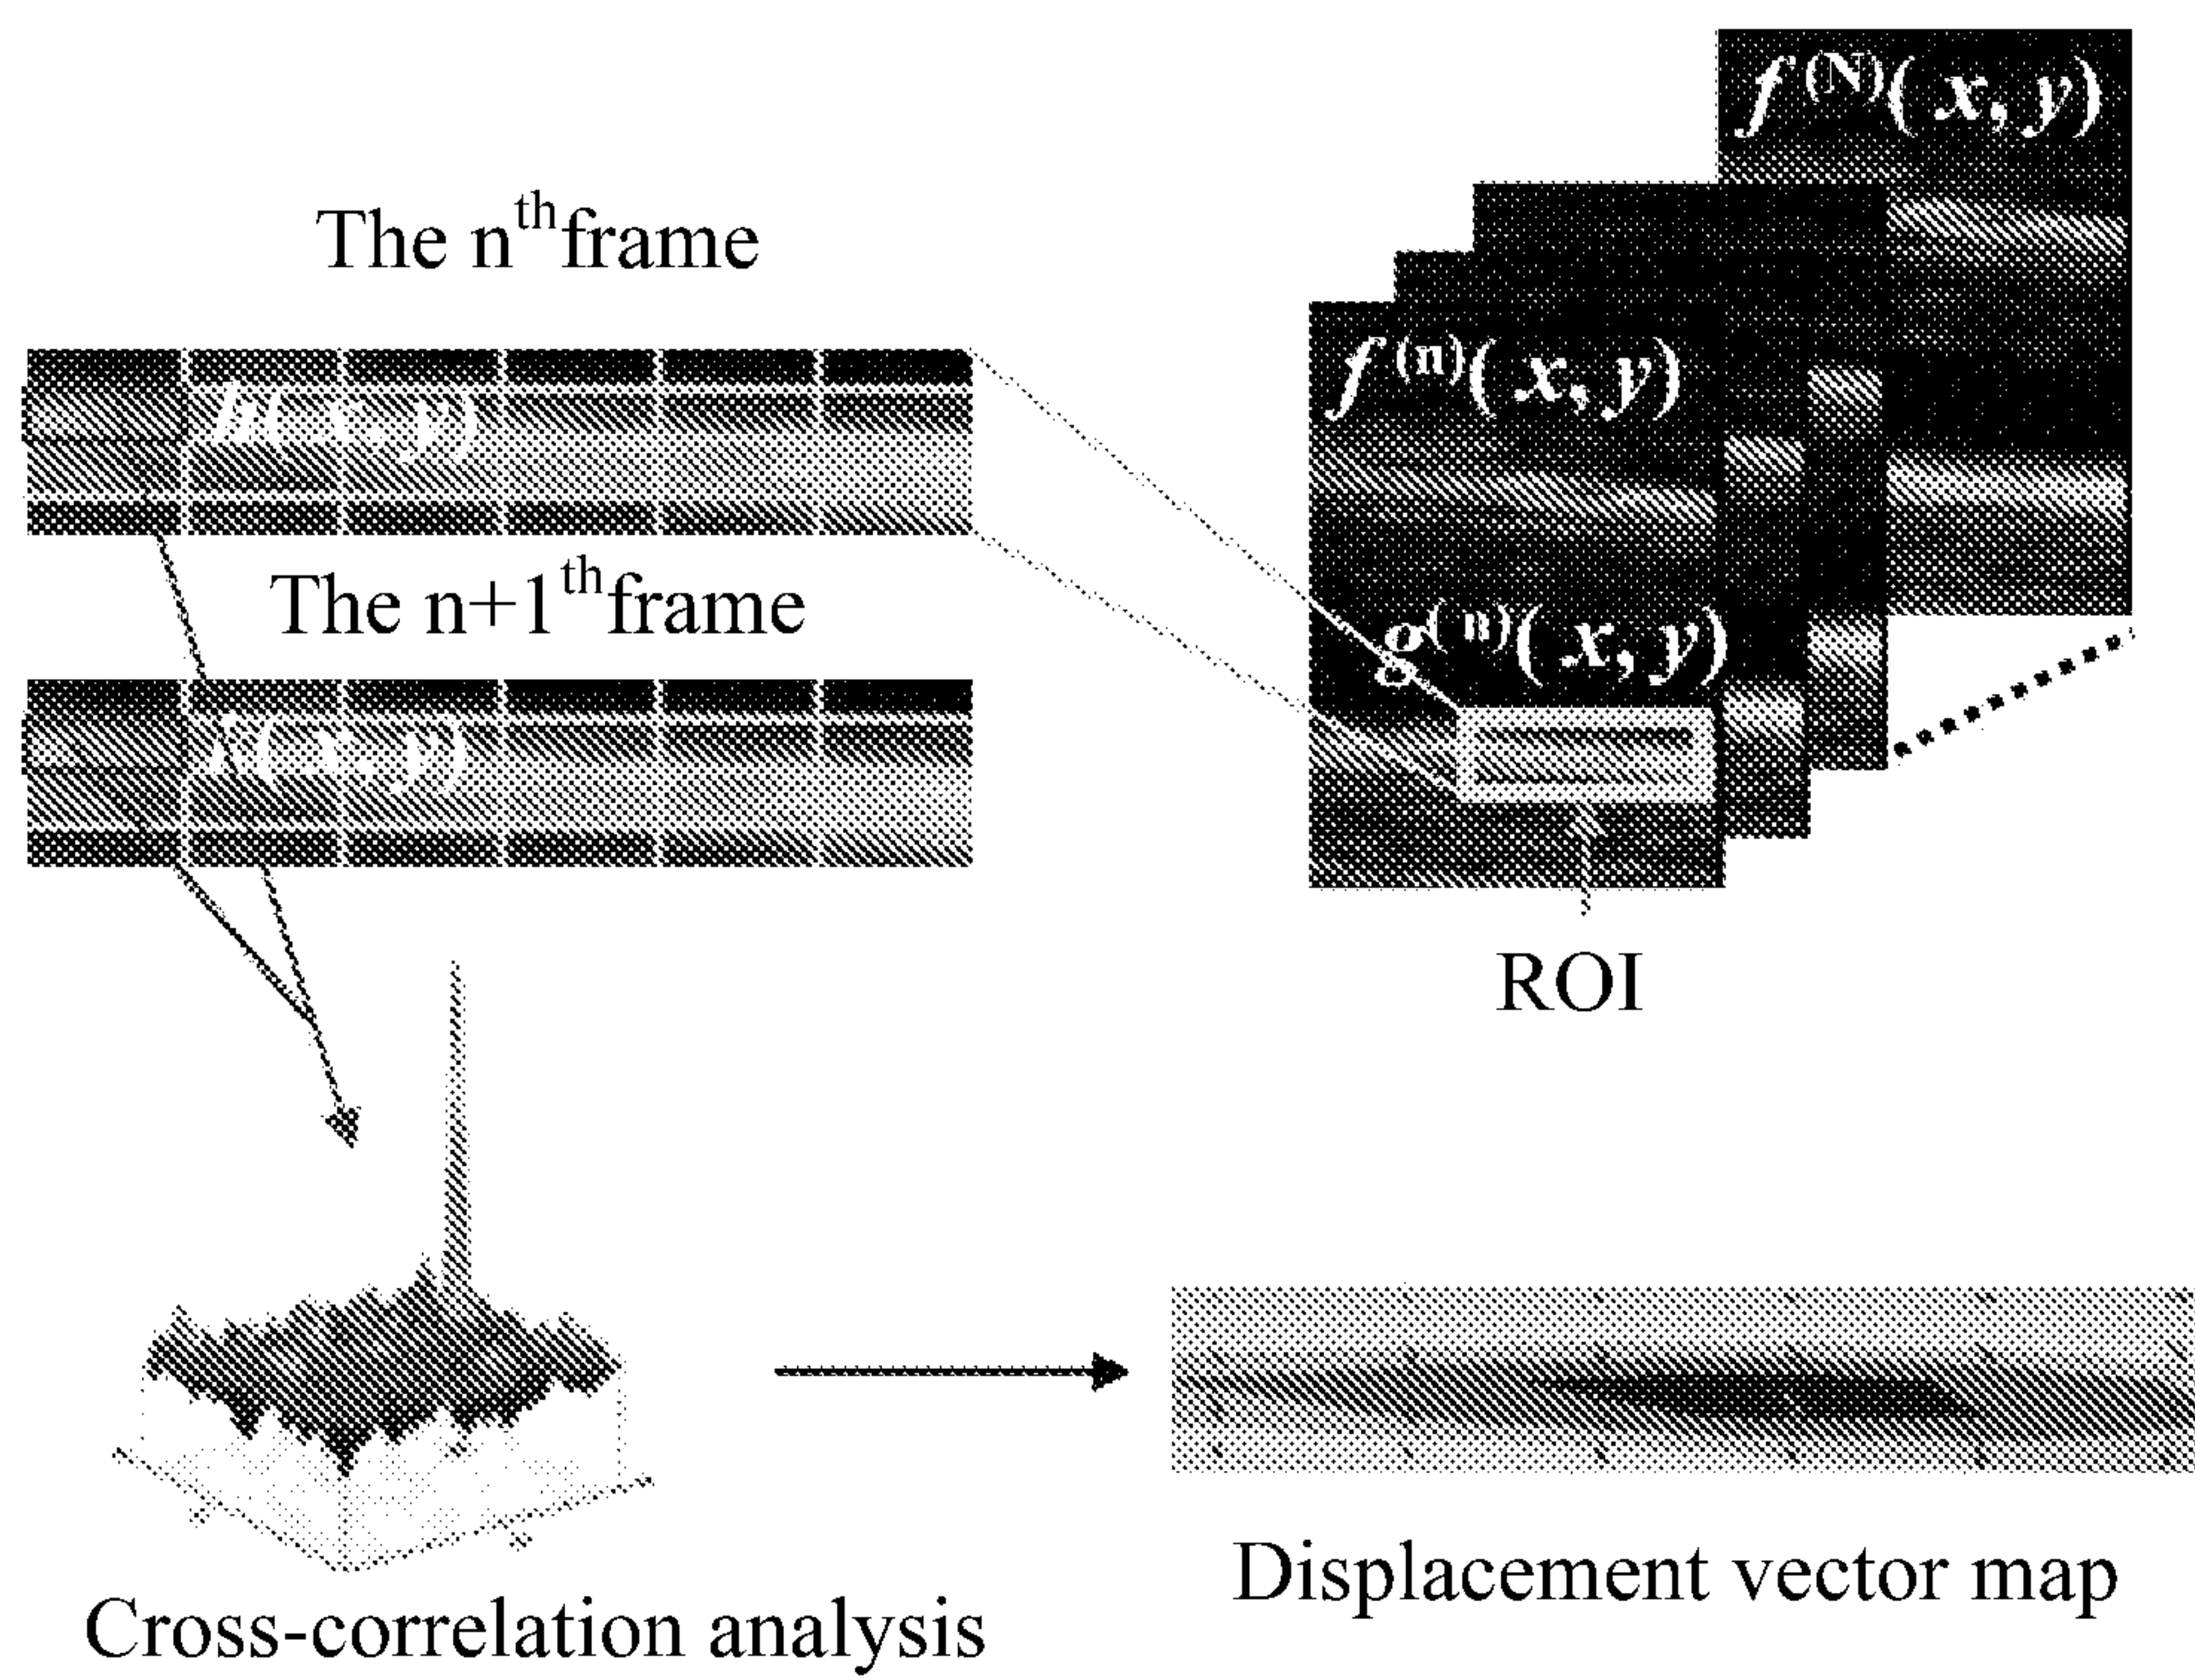 f^(N)(x, y)
The n^th frame
f^(n)(x, y)
h(x, y)
The n+1^th frame
g^(n)(x, y)
(x, y)
ROI
Displacement vector map
Cross-correlation analysis